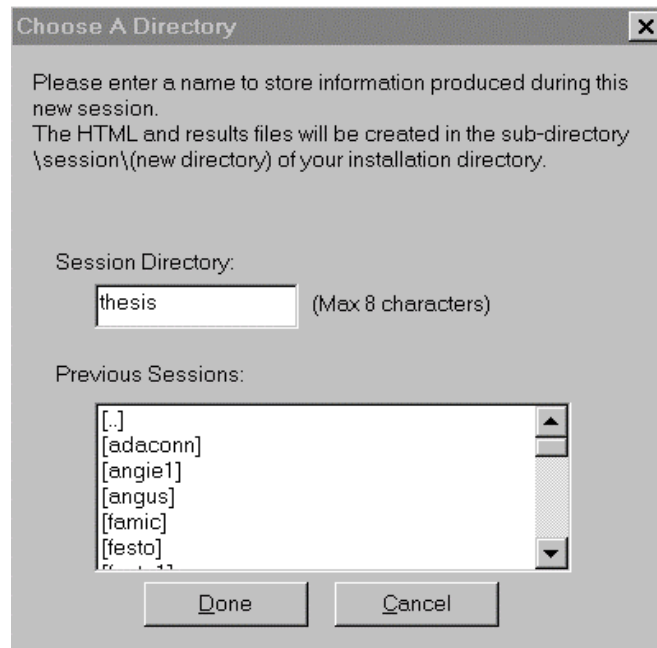 Choose A Directory
Please enter a name to store information produced during this
new session.
The HTML and results files will be created in the sub-directory
\session\(new directory) of your installation directory.
Session Directory:
thesis (Max 8 characters)
Previous Sessions:
[..]
[adaconn]
[angie1]
[angus]
[famic]
[festo]
Done Cancel